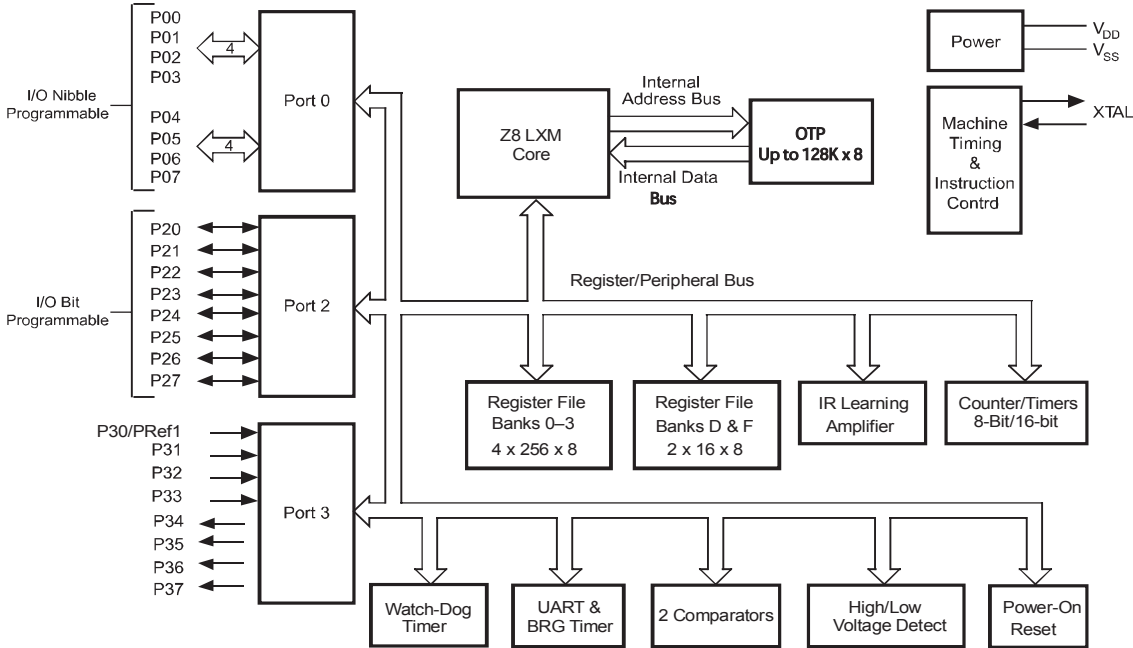 P00
P01
P02
P03
4
I/O Nibble
Programmable
P04
P05
P06
P07
4
Port 0
Z8 LXM
Core
Internal
Address Bus
Internal Data
Bus
OTP
Up to 128K x 8
Power
VDD
VSS
Machine
Timing
&
Instruction
Contrd
XTAL
P20
P21
P22
P23
P24
P25
P26
P27
I/O Bit
Programmable
Port 2
Register/Peripheral Bus
Register File
Banks 0–3
4 x 256 x 8
Register File
Banks D & F
2 x 16 x 8
IR Learning
Amplifier
Counter/Timers
8-Bit/16-bit
P30/PRef1
P31
P32
P33
P34
P35
P36
P37
Port 3
Watch-Dog
Timer
UART &
BRG Timer
2 Comparators
High/Low
Voltage Detect
Power-On
Reset